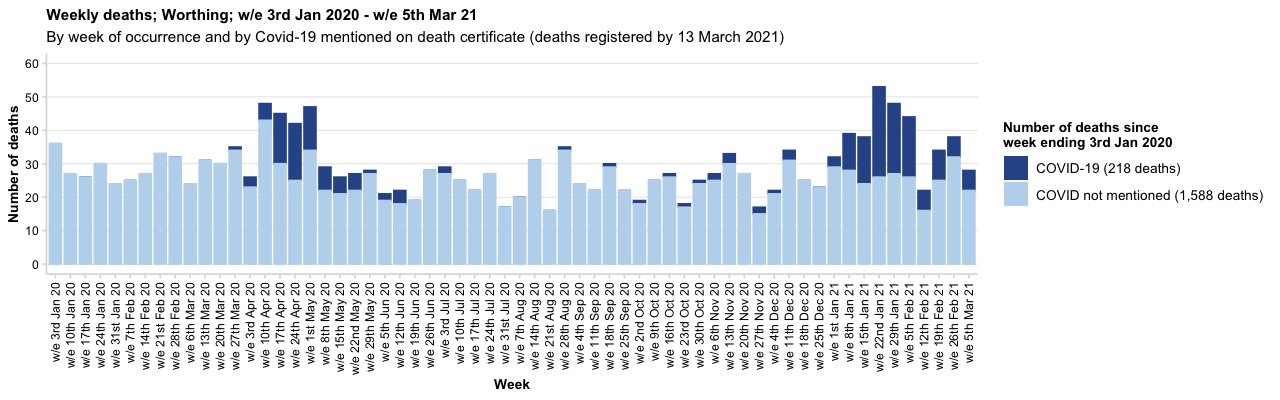 Weekly deaths; Worthing; w/e 3rd Jan 2020 - w/e 5th Mar 21
By week of occurrence and by Covid-19 mentioned on death certificate (deaths registered by 13 March 2021)
Number of deaths
60
50
40
30
20
10
0
w/e 3rd Jan 20
w/e 10th Jan 20
w/e 17th Jan 20
w/e 24th Jan 20
w/e 31st Jan 20
w/e 7th Feb 20
w/e 14th Feb 20
w/e 21st Feb 20
w/e 28th Feb 20
w/e 6th Mar 20
w/e 13th Mar 20
w/e 20th Mar 20
w/e 27th Mar 20
w/e 3rd Apr 20
w/e 10th Apr 20
w/e 17th Apr 20
w/e 24th Apr 20
w/e 1st May 20
w/e 8th May 20
w/e 15th May 20
w/e 22nd May 20
w/e 29th May 20
w/e 5th Jun 20
w/e 12th Jun 20
w/e 19th Jun 20
w/e 26th Jun 20
w/e 3rd Jul 20
w/e 10th Jul 20
w/e 17th Jul 20
w/e 24th Jul 20
w/e 31st Jul 20
w/e 7th Aug 20
w/e 14th Aug 20
w/e 21st Aug 20
w/e 28th Aug 20
w/e 4th Sep 20
w/e 11th Sep 20
w/e 18th Sep 20
w/e 25th Sep 20
w/e 2nd Oct 20
w/e 9th Oct 20
w/e 16th Oct 20
w/e 23rd Oct 20
w/e 30th Oct 20
w/e 6th Nov 20
w/e 13th Nov 20
w/e 20th Nov 20
w/e 27th Nov 20
w/e 4th Dec 20
w/e 11th Dec 20
w/e 18th Dec 20
w/e 25th Dec 20
w/e 1st Jan 21
w/e 8th Jan 21
w/e 15th Jan 21
w/e 22nd Jan 21
w/e 29th Jan 21
w/e 5th Feb 21
w/e 12th Feb 21
w/e 19th Feb 21
w/e 26th Feb 21
w/e 5th Mar 21
Week
Number of deaths since
week ending 3rd Jan 2020
COVID-19 (218 deaths)
COVID not mentioned (1,588 deaths)